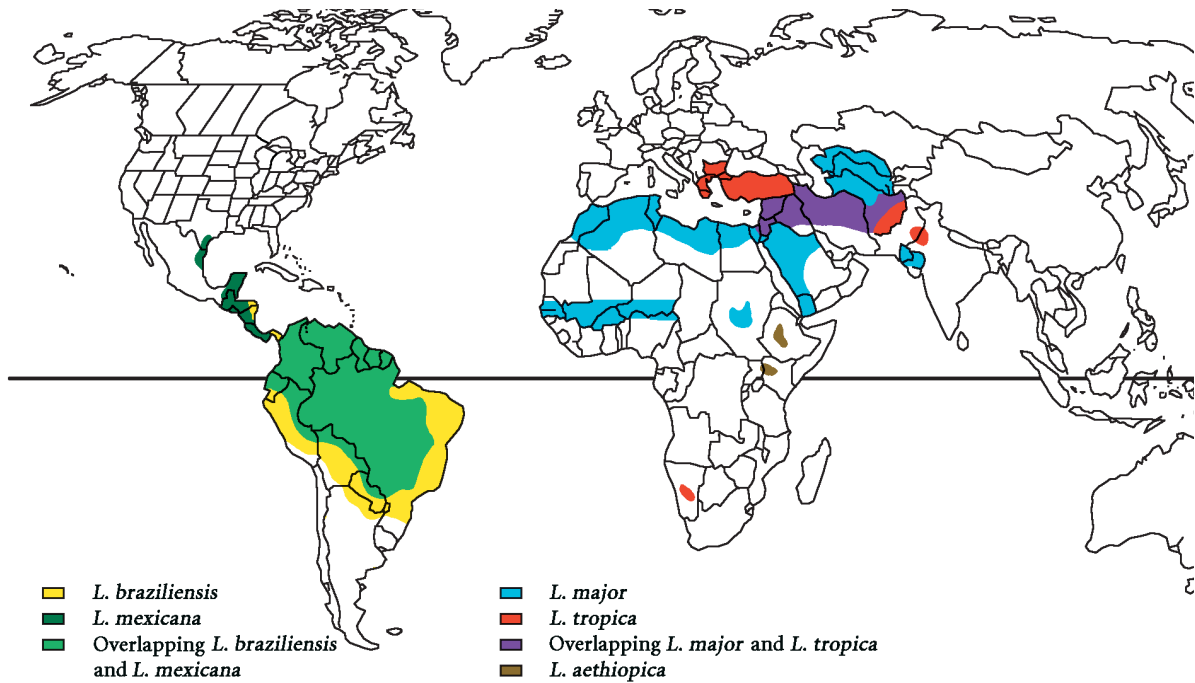 L. braziliensis
L. mexicana
Overlapping L. braziliensis
and L. mexicana
L. major
L. tropica
Overlapping L. major and L. tropica
L. aethiopica